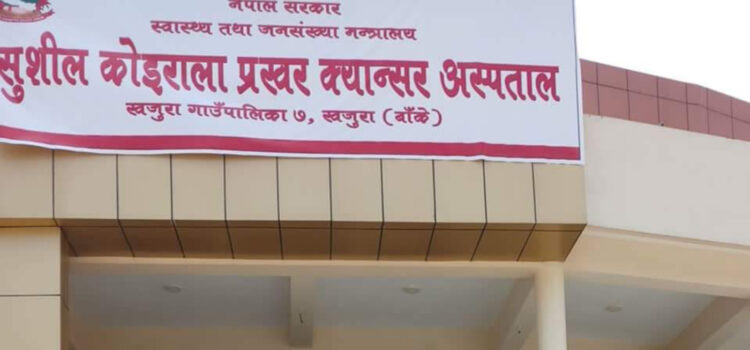 नेपाल सरकार
स्वास्थ्य तथा जनसंख्या मन्त्रालय
सुशील कोइराला प्रखर क्यान्सर अस्पताल
खजुरा गाउँपालिका ७, खजुरा (बाँके)